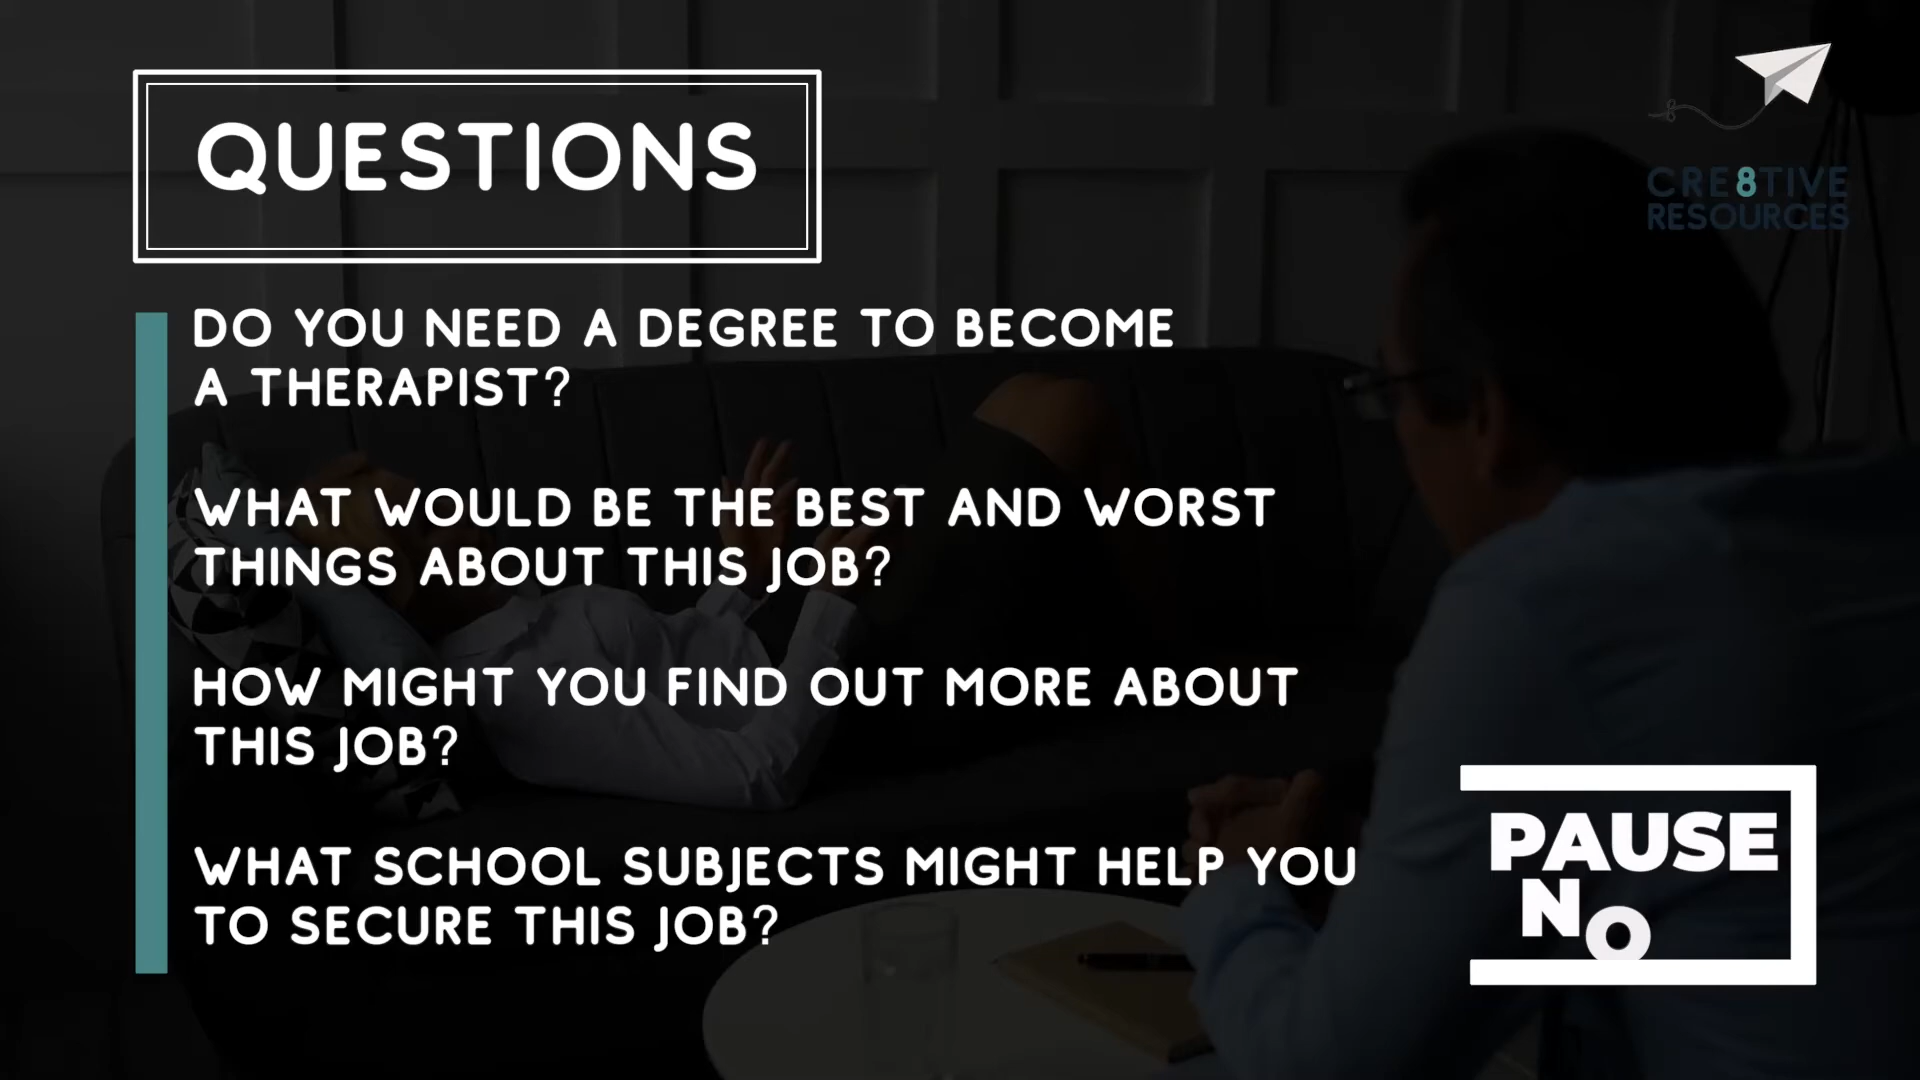 QUESTIONS
CRE8TIVE
RESOURCES
DO YOU NEED A DEGREE TO BECOME
A THERAPIST?
WHAT WOULD BE THE BEST AND WORST
THINGS ABOUT THIS JOB?
HOW MIGHT YOU FIND OUT MORE ABOUT
THIS JOB?
WHAT SCHOOL SUBJECTS MIGHT HELP YOU
TO SECURE THIS JOB?
PAUSE
NO